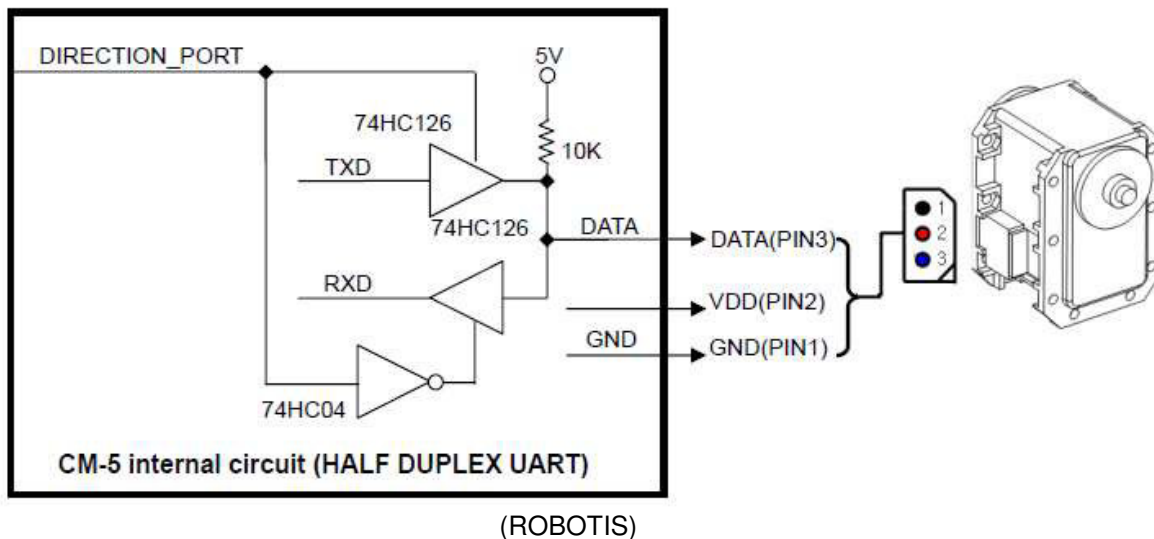 DIRECTION_PORT
5V
74HC126
10K
TXD
74HC126
DATA
DATA(PIN3)
1
2
3
RXD
VDD(PIN2)
GND
GND(PIN1)
74HC04
CM-5 internal circuit (HALF DUPLEX UART)
(ROBOTIS)